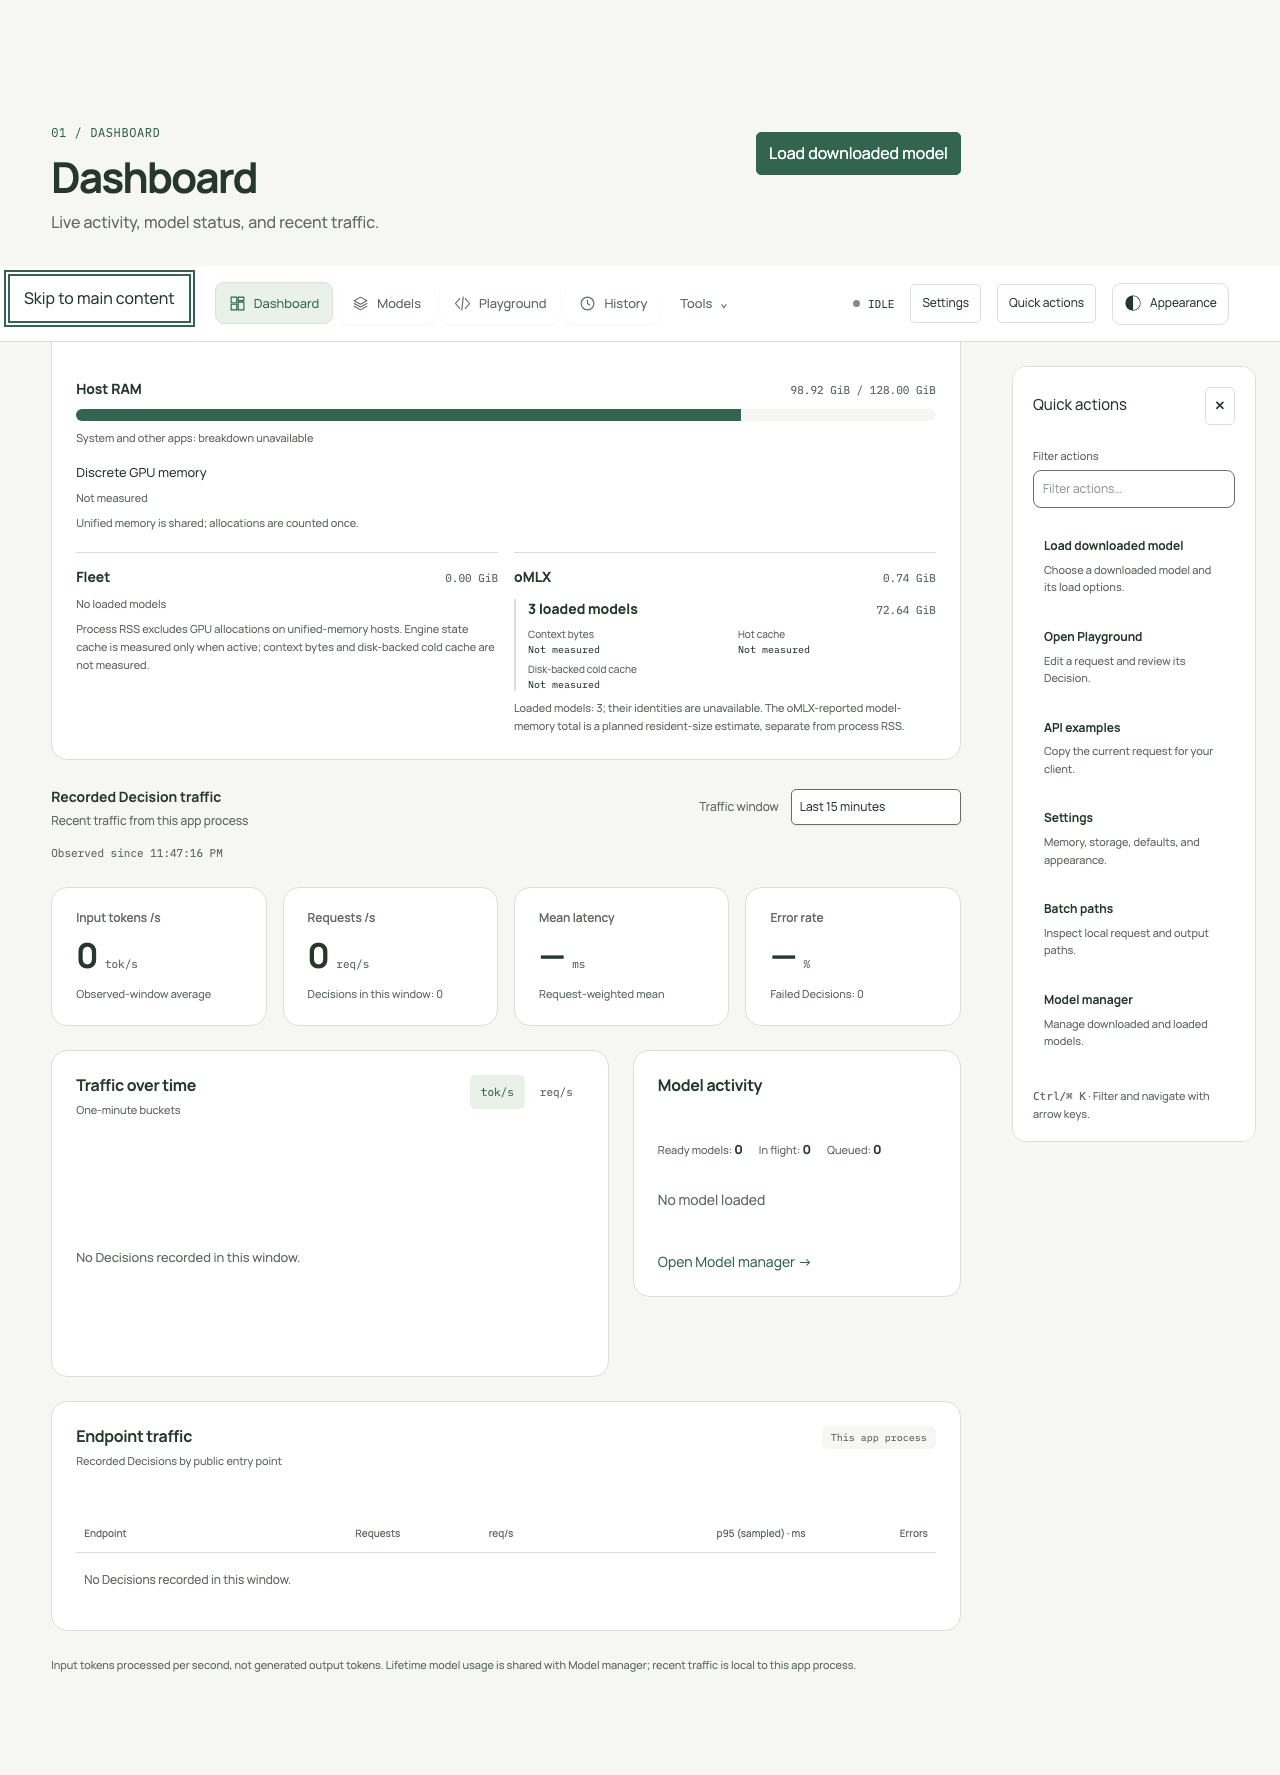 01 / DASHBOARD
Dashboard
Load downloaded model
Live activity, model status, and recent traffic.
Skip to main content
Dashboard
Models
Playground
History
Tools
IDLE
Settings
Quick actions
Appearance
Host RAM
98.92 GiB / 128.00 GiB
System and other apps: breakdown unavailable
Discrete GPU memory
Not measured
Unified memory is shared; allocations are counted once.
Fleet
0.00 GiB
No loaded models
Process RSS excludes GPU allocations on unified-memory hosts. Engine state
cache is measured only when active; context bytes and disk-backed cold cache are
not measured.
oMLX
0.74 GiB
3 loaded models
72.64 GiB
Context bytes
Not measured
Hot cache
Not measured
Disk-backed cold cache
Not measured
Loaded models: 3; their identities are unavailable. The oMLX-reported model-
memory total is a planned resident-size estimate, separate from process RSS.
Recorded Decision traffic
Recent traffic from this app process
Traffic window
Last 15 minutes
Observed since 11:47:16 PM
Input tokens /s
0 tok/s
Observed-window average
Requests /s
0 req/s
Decisions in this window: 0
Mean latency
— ms
Request-weighted mean
Error rate
— %
Failed Decisions: 0
Traffic over time
One-minute buckets
tok/s
req/s
No Decisions recorded in this window.
Model activity
Ready models: 0
In flight: 0
Queued: 0
No model loaded
Open Model manager →
Endpoint traffic
This app process
Recorded Decisions by public entry point
Endpoint
Requests
req/s
p95 (sampled) · ms
Errors
No Decisions recorded in this window.
Input tokens processed per second, not generated output tokens. Lifetime model usage is shared with Model manager; recent traffic is local to this app process.
Quick actions
×
Filter actions
Filter actions…
Load downloaded model
Choose a downloaded model and
its load options.
Open Playground
Edit a request and review its
Decision.
API examples
Copy the current request for your
client.
Settings
Memory, storage, defaults, and
appearance.
Batch paths
Inspect local request and output
paths.
Model manager
Manage downloaded and loaded
models.
Ctrl/⌘ K · Filter and navigate with
arrow keys.